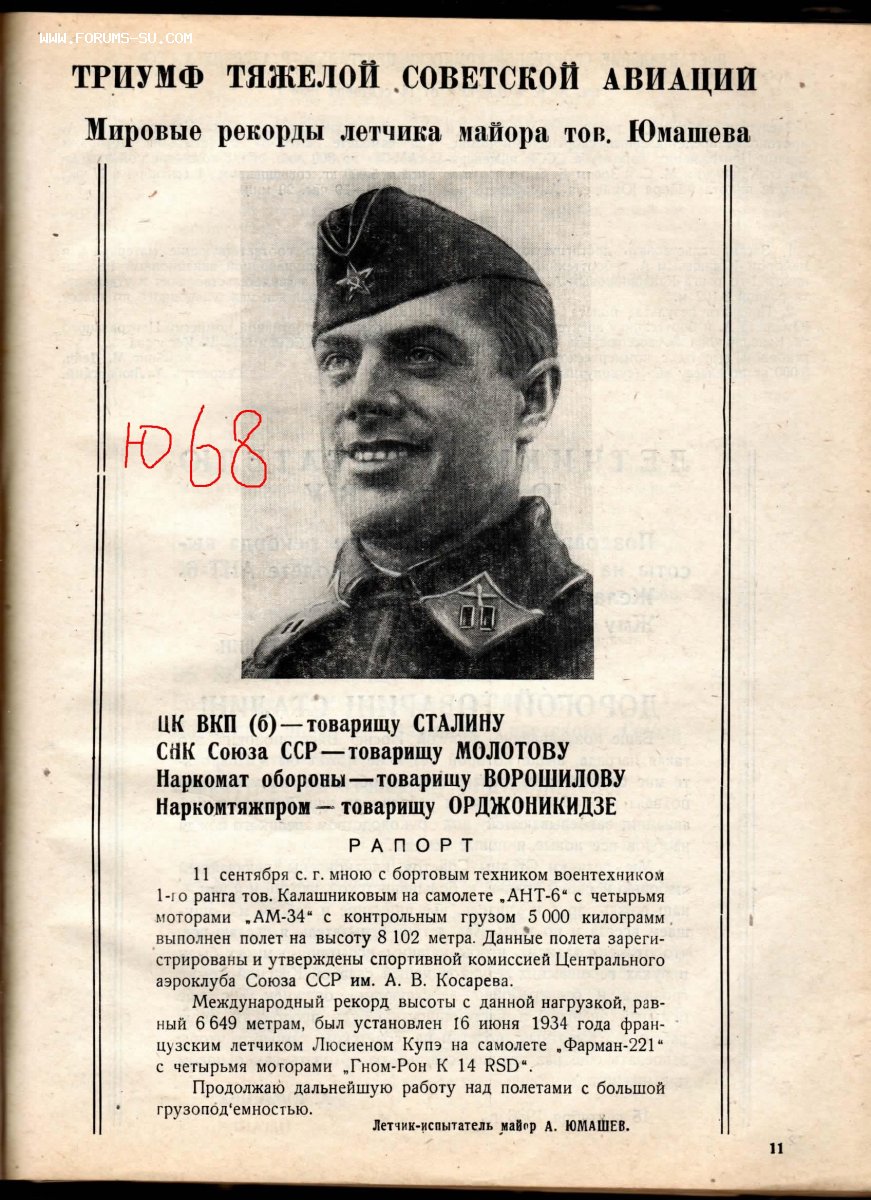 www.forums-su.com
ТРИУМФ ТЯЖЕЛОЙ СОВЕТСКОЙ АВИАЦИЙ
Мировые рекорды летчика майора тов. Юмашева
Ю68
ЦК ВКП (б)—товарищу СТАЛИНУ
СНК Союза ССР—товарищу МОЛОТОВУ
Наркомат обороны—товарищу ВОРОШИЛОВУ
Наркомтяжпром—товарищу ОРДЖОНИКИДЗЕ
РАПОРТ
11 сентября с. г. мною с бортовым техником воентехником
1-го ранга тов. Калашниковым на самолете „АНТ-6“ с четырьмя
моторами „АМ-34“ с контрольным грузом 5 000 килограмм
выполнен полет на высоту 8 102 метра. Данные полета зареги-
стрированы и утверждены спортивной комиссией Центрального
аэроклуба Союза ССР им. А. В. Косарева.
Международный рекорд высоты с данной нагрузкой, рав-
ный 6 649 метрам, был установлен 16 июня 1934 года фран-
цузским летчиком Люсиеном Купэ на самолете „Фарман-221“
с четырьмя моторами „Гном-Рон К 14 RSD“.
Продолжаю дальнейшую работу над полетами с большой
грузопод'емностью.
Летчик-испытатель майор А. ЮМАШЕВ.
11